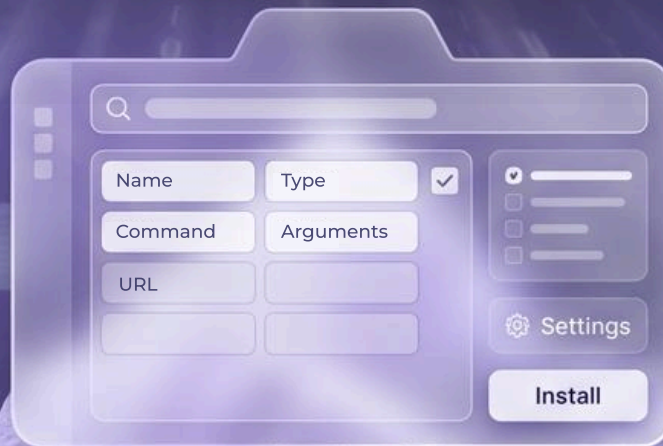 Name
Type
Command
Arguments
URL
Settings
Install